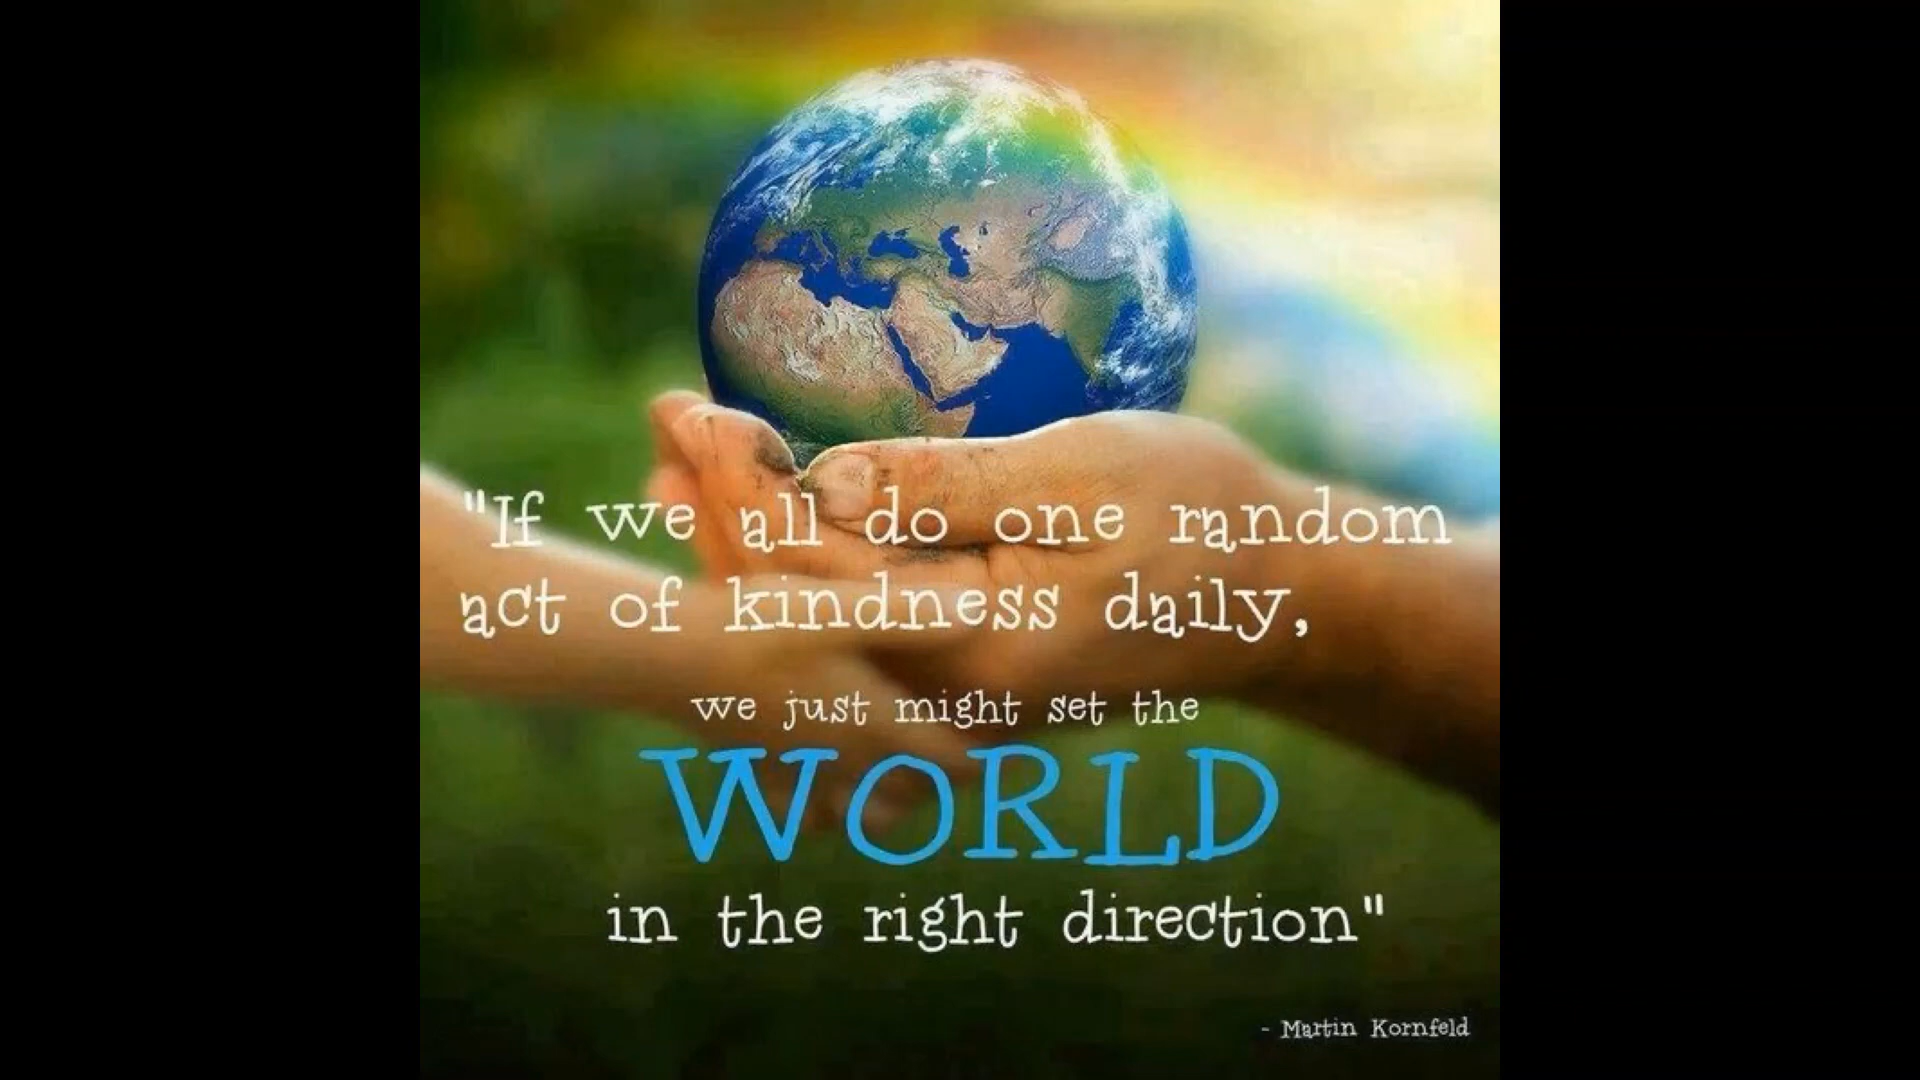 "If we all do one random
act of kindness daily,
we just might set the
WORLD
in the right direction"
- Martin Kornfeld